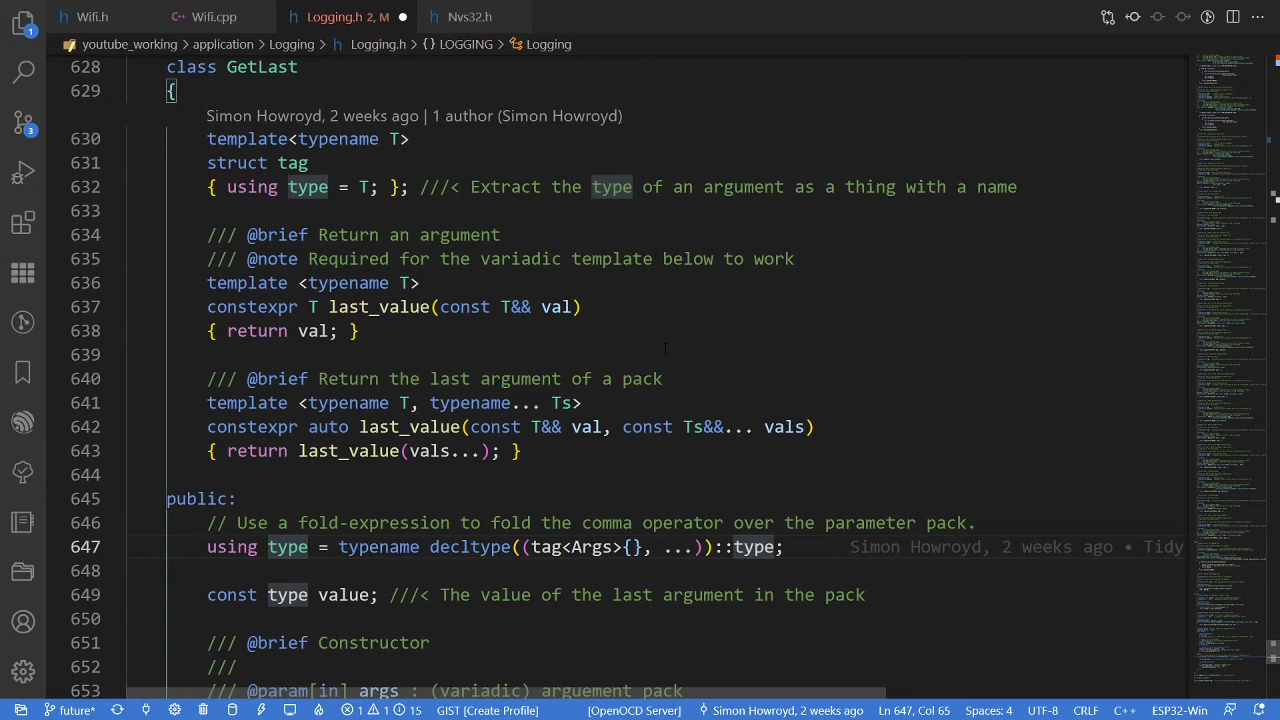 Wifi.h Wifi.cpp Logging.h 2, M Nvs32.h
youtube_working application Logging Logging.h {} LOGGING Logging
628 class GetLast
629 {
Simon Howroyd, 2 weeks ago | 1 author (Simon Howroyd)
630 template<typename T>
631 struct tag
632 { using type = T; }; ///< Extracts the type of an argument as a thing with a name
633
634 /// @brief Return an argument
635 /// @note Required for the variadic template below to work
636 template <typename T>
637 constexpr T last_value(const T&& val)
638 { return val; }
639
640 /// @brief Return the last argument of a pack
641 template <typename T, typename... Ts>
642 constexpr auto last_value(const T&& val, const Ts&&... vals)
643 { return last_value(vals...); }
644
645 public:
646 // Use a fold-expression to fold the comma operator over the parameter pack.
647 using type = typename decltype((tag<Args>{}, ...))::type; Simon Howroyd, 2 weeks ago • Tidy
648
649 const type value; ///< The value of the last argument in the pack
650
651 /// @brief Constructor
652 ///
653 /// @param[in] args : variadic arguement pack
1
3
future* 0 1 15 GIST [Create Profile] [OpenOCD Server] Simon Howroyd, 2 weeks ago Ln 647, Col 65 Spaces: 4 UTF-8 CRLF C++ ESP32-Win